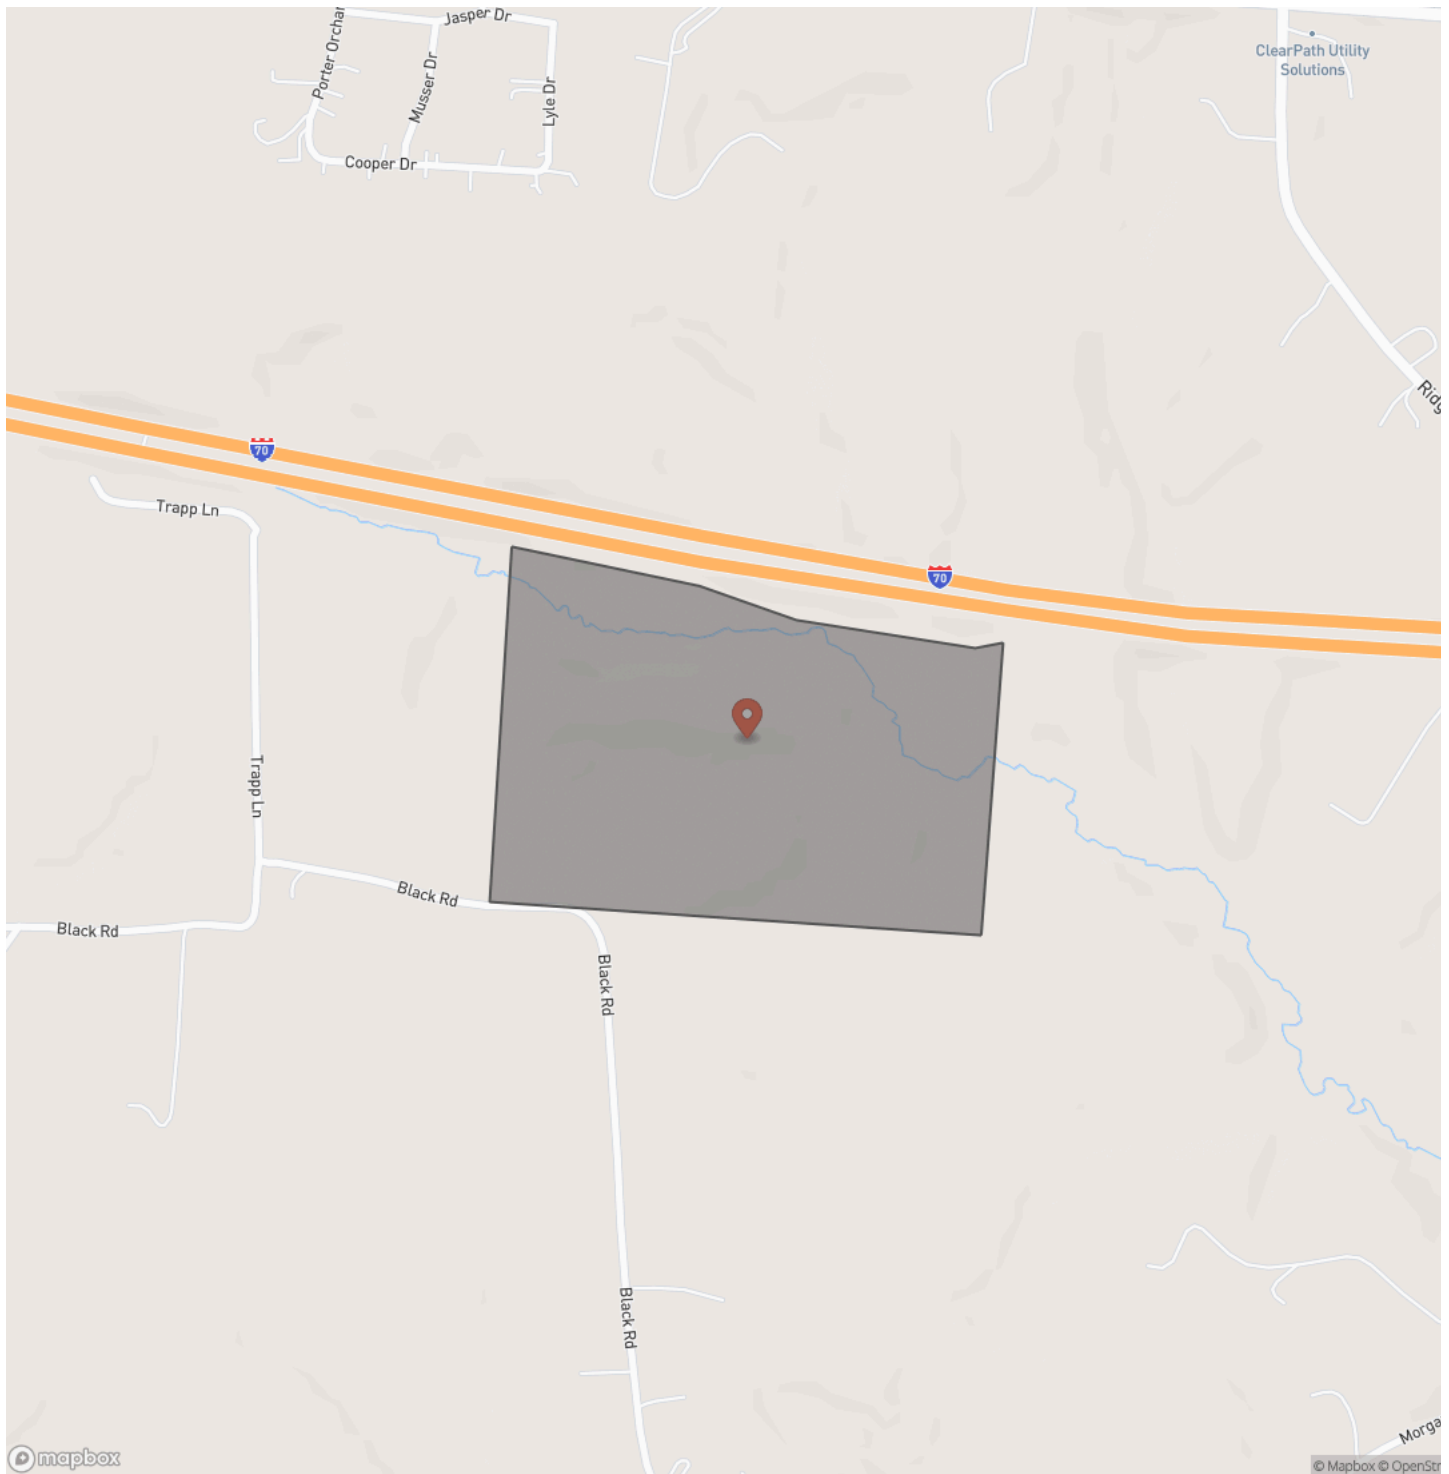 Jasper Dr
Porter Orchar
Musser Dr
Lyle Dr
Cooper Dr
ClearPath Utility
Solutions
Ridg
70
Trapp Ln
70
Trapp Ln
Black Rd
Black Rd
Black Rd
Black Rd
Morga
mapbox
© Mapbox © OpenStr